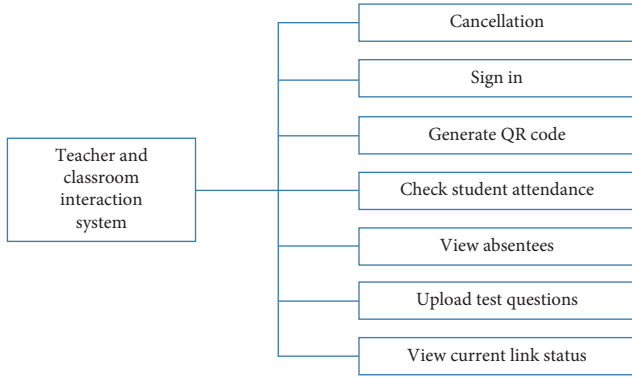 Cancellation
Sign in
Generate QR code
Teacher and
classroom
interaction
system
Check student attendance
View absentees
Upload test questions
View current link status